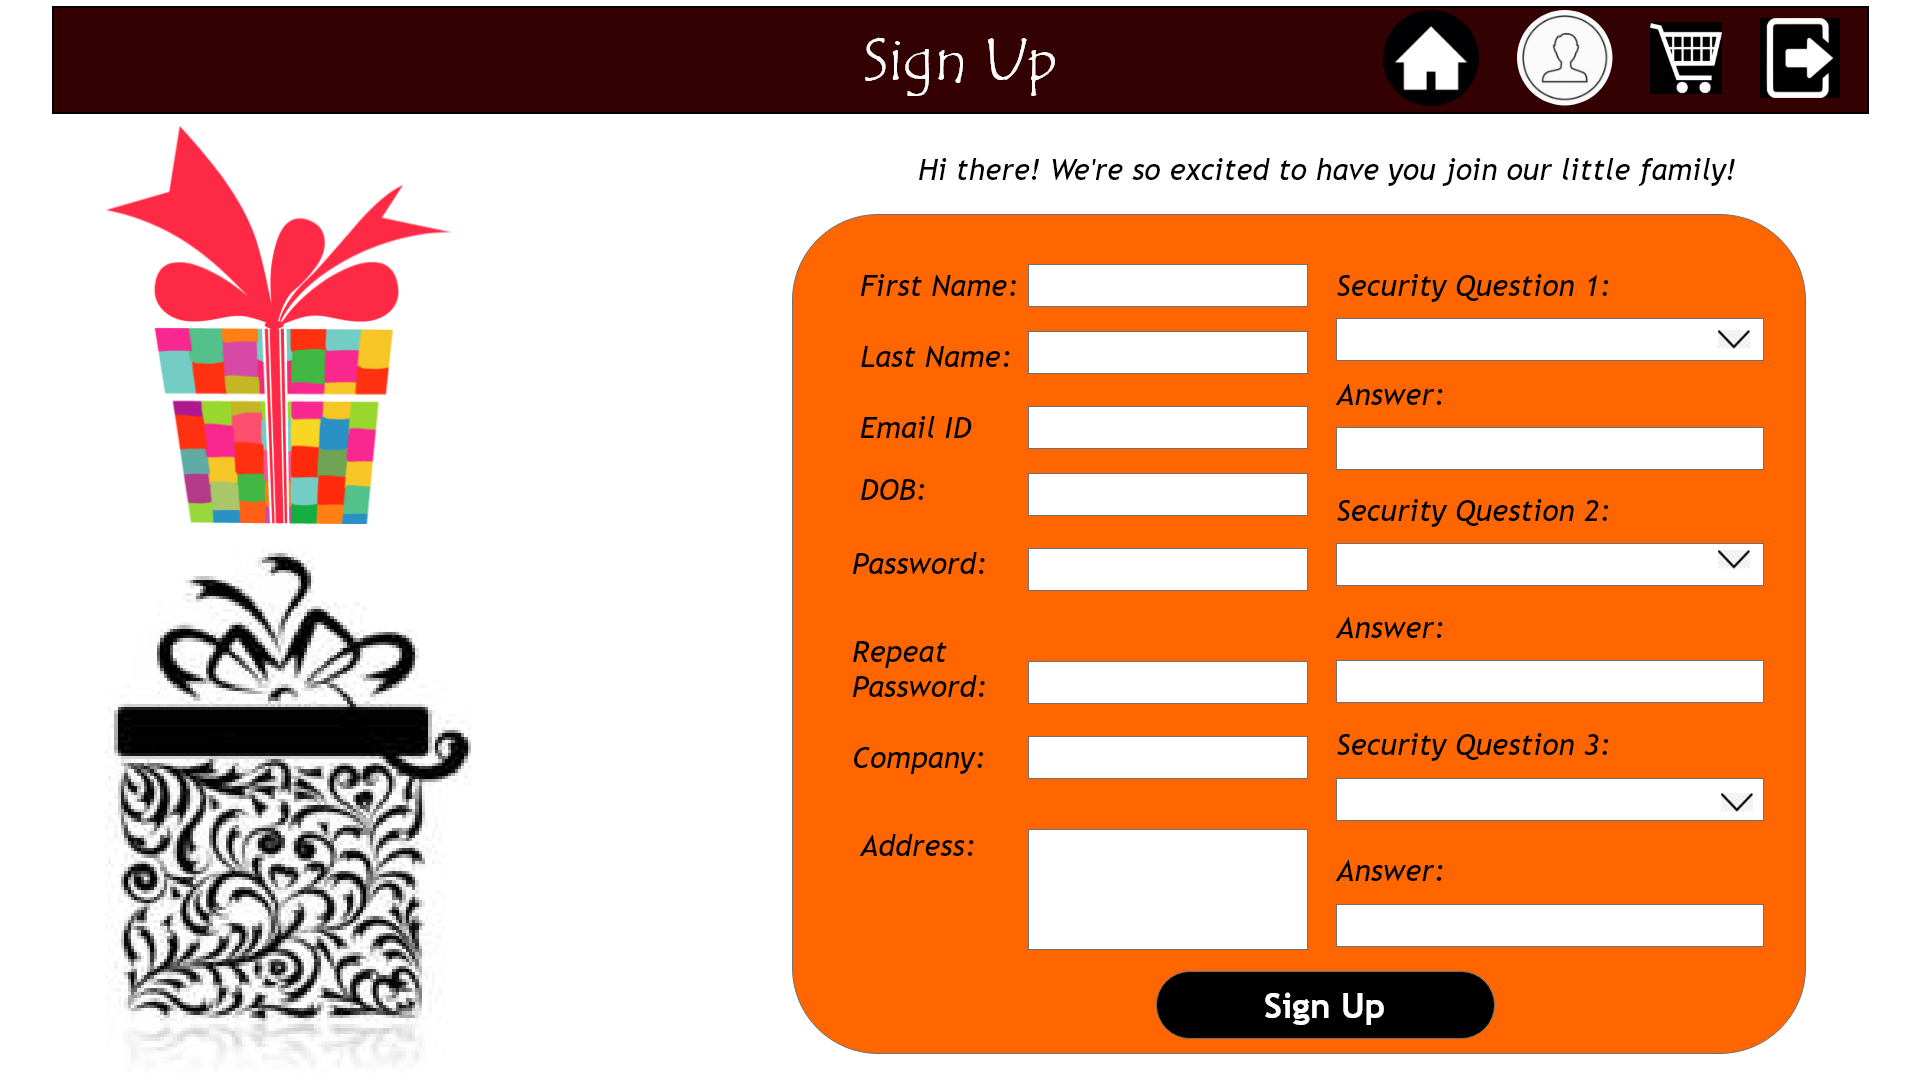 Sign Up
Hi there! We're so excited to have you join our little family!
First Name:
Last Name:
Email ID
DOB:
Password:
Repeat
Password:
Company:
Address:
Security Question 1:
Answer:
Security Question 2:
Answer:
Security Question 3:
Answer:
Sign Up